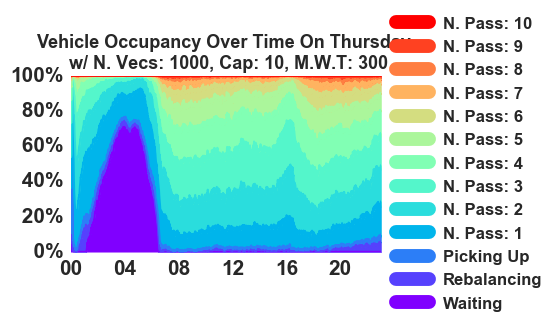 Vehicle Occupancy Over Time On Thursday
w/ N. Vecs: 1000, Cap: 10, M.W.T: 300
100%
80%
60%
40%
20%
0%
00 04 08 12 16 20
N. Pass: 10
N. Pass: 9
N. Pass: 8
N. Pass: 7
N. Pass: 6
N. Pass: 5
N. Pass: 4
N. Pass: 3
N. Pass: 2
N. Pass: 1
Picking Up
Rebalancing
Waiting